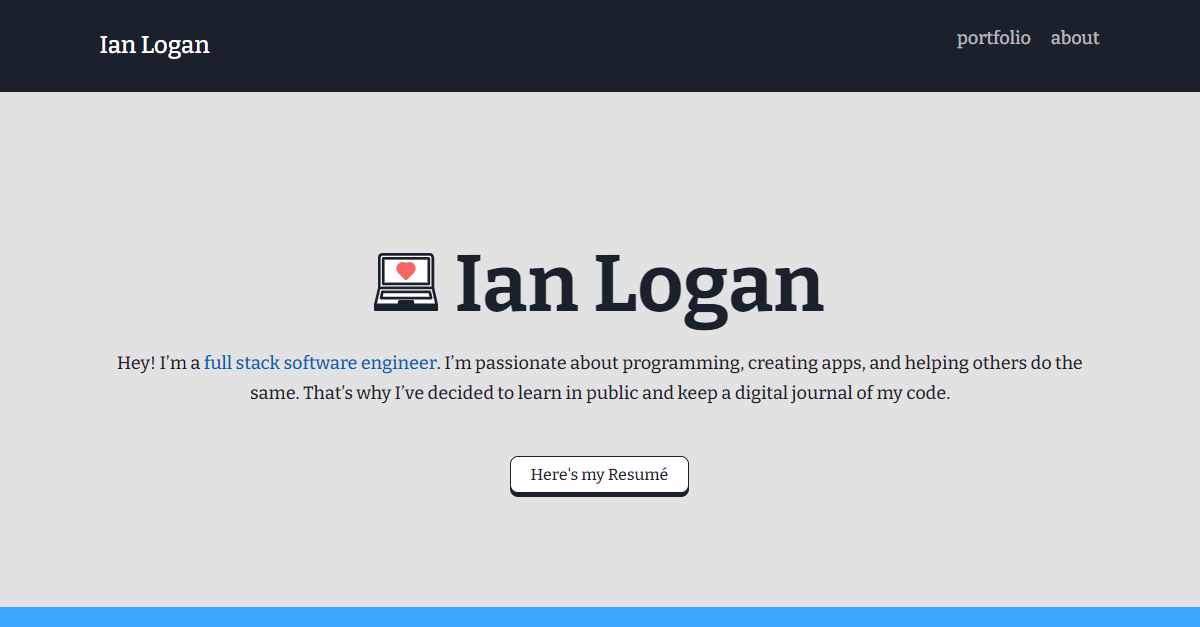 Ian Logan
portfolio about
Ian Logan
Hey! I’m a full stack software engineer. I’m passionate about programming, creating apps, and helping others do the
same. That’s why I’ve decided to learn in public and keep a digital journal of my code.
Here's my Resumé